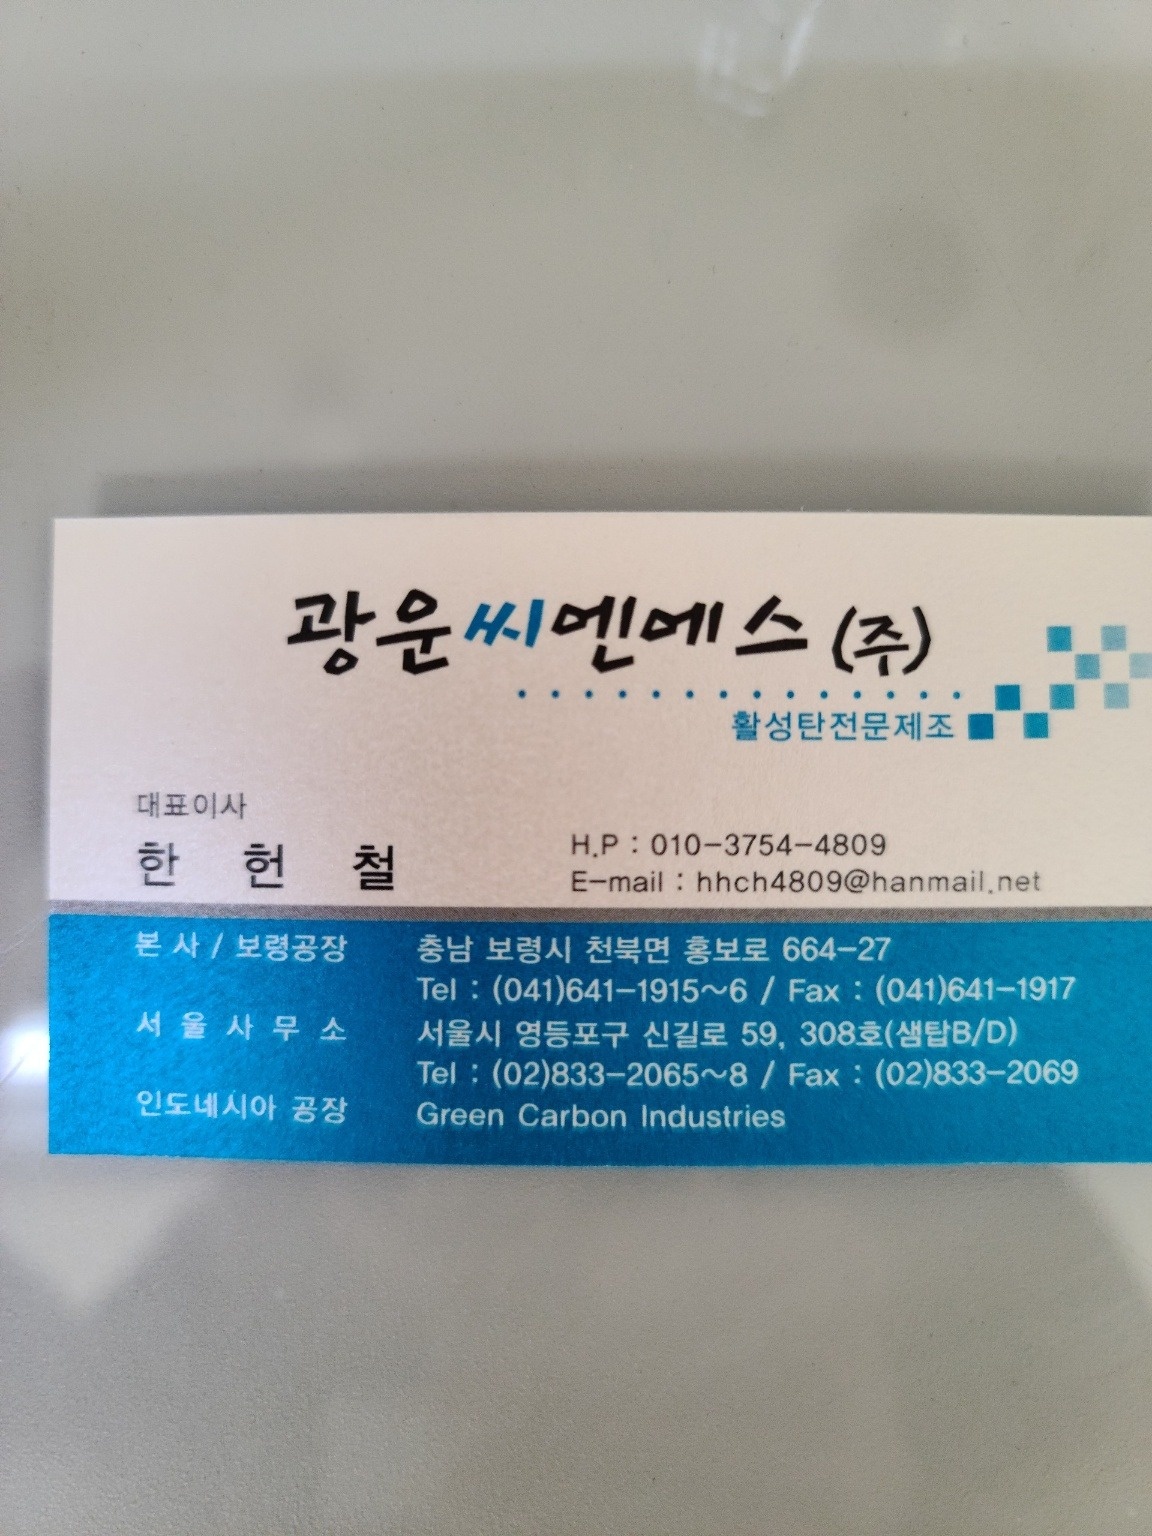 광운씨엔에스 (주)
활성탄전문제조
대표이사
한 헌 철
H.P : 010-3754-4809
E-mail : hhch4809@hanmail.net
본 사 / 보령공장 충남 보령시 천북면 홍보로 664-27
Tel : (041)641-1915~6 / Fax : (041)641-1917
서 울 사 무 소 서울시 영등포구 신길로 59, 308호(샘탑B/D)
Tel : (02)833-2065~8 / Fax : (02)833-2069
인도네시아 공장 Green Carbon Industries